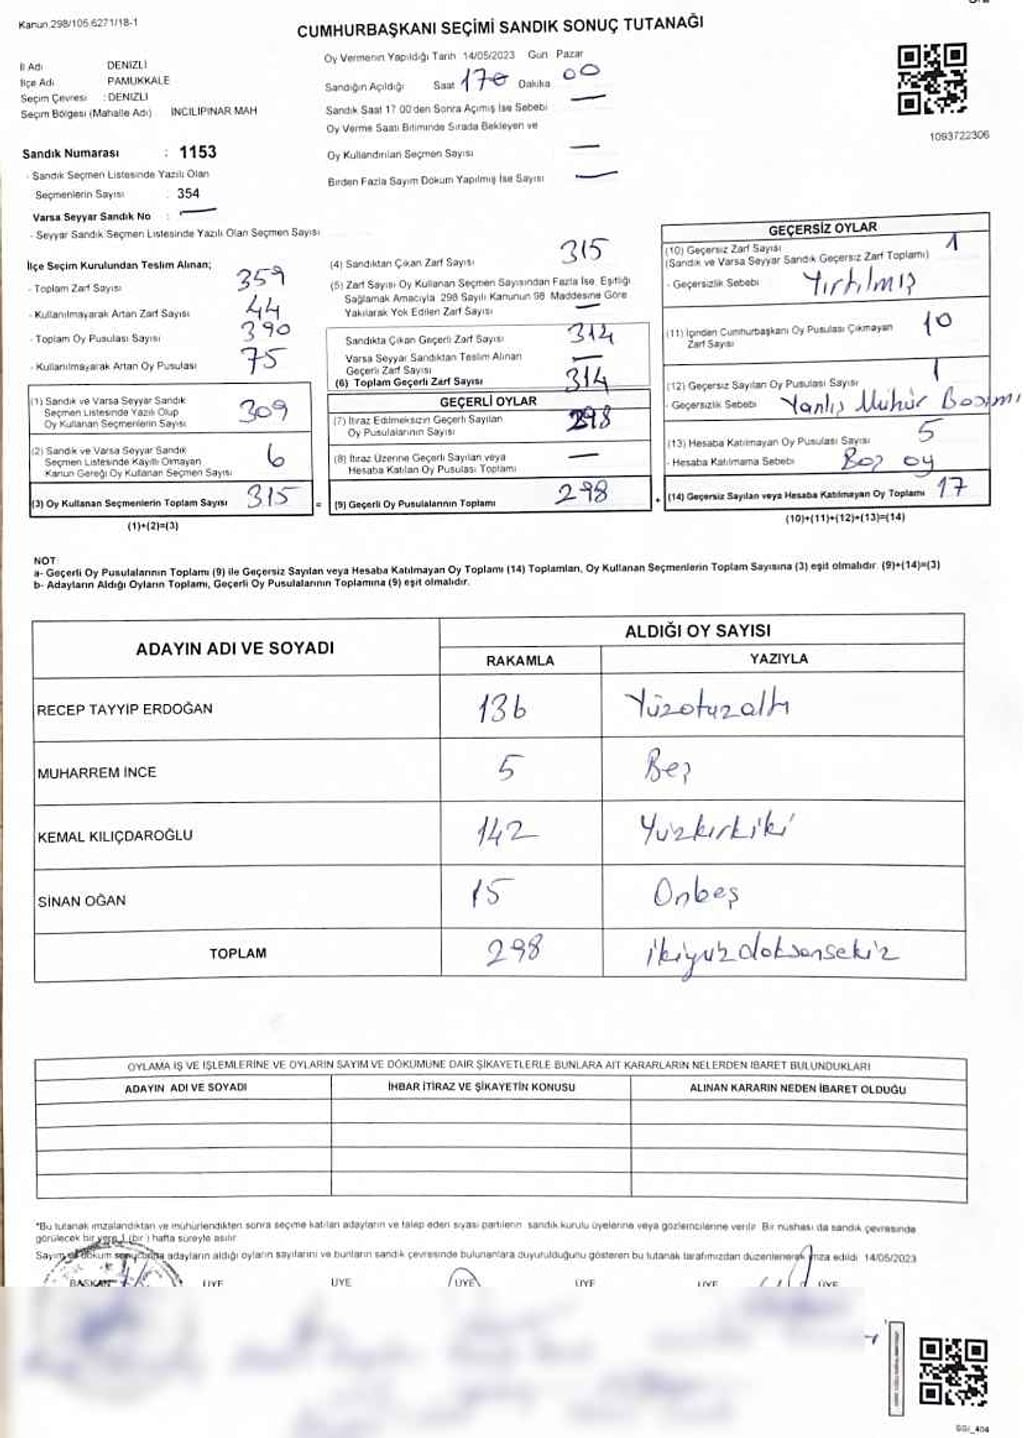 Kanun.298/105.6271/18-1
CUMHURBAŞKANI SEÇİMİ SANDIK SONUÇ TUTANAĞI
İl Adı DENİZLİ
İlçe Adı PAMUKKALE
Seçim Çevresi : DENİZLİ
Seçim Bölgesi (Mahalle Adı) İNCİLİPINAR MAH
Oy Vermenin Yapıldığı Tarih 14/05/2023 Gün Pazar
Sandığın Açıldığı Saat 170 Dakika 00
Sandık Saat 17.00'den Sonra Açımış İse Sebebi —
Oy Verme Saati Bitiminde Sırada Bekleyen ve
Oy Kullandırılan Seçmen Sayısı —
Birden Fazla Sayım Döküm Yapılmış İse Sayısı —
1093722306
Sandık Numarası : 1153
- Sandık Seçmen Listesinde Yazılı Olan
Seçmenlerin Sayısı 354
Varsa Seyyar Sandık No : —
- Seyyar Sandık Seçmen Listesinde Yazılı Olan Seçmen Sayısı
İlçe Seçim Kurulundan Teslim Alınan;
- Toplam Zarf Sayısı 359
- Kullanılmayarak Artan Zarf Sayısı 44
- Toplam Oy Pusulası Sayısı 390
- Kullanılmayarak Artan Oy Pusulası 75
(1) Sandık ve Varsa Seyyar Sandık
Seçmen Listesinde Yazılı Olup
Oy Kullanan Seçmenlerin Sayısı 309
(2) Sandık ve Varsa Seyyar Sandık
Seçmen Listesinde Kayıtlı Olmayan
Kanun Gereği Oy Kullanan Seçmen Sayısı 6
(3) Oy Kullanan Seçmenlerin Toplam Sayısı 315 =
(1)+(2)=(3)
(4) Sandıktan Çıkan Zarf Sayısı 315
(5) Zarf Sayısı Oy Kullanan Seçmen Sayısından Fazla İse, Eşitliği
Sağlamak Amacıyla 298 Sayılı Kanunun 98 Maddesine Göre
Yakılarak Yok Edilen Zarf Sayısı —
Sandıkta Çıkan Geçerli Zarf Sayısı 314
Varsa Seyyar Sandıktan Teslim Alınan
Geçerli Zarf Sayısı —
(6) Toplam Geçerli Zarf Sayısı 314
GEÇERLİ OYLAR
(7) İtiraz Edilmeksizin Geçerli Sayılan
Oy Pusulalarının Sayısı 298
(8) İtiraz Üzerine Geçerli Sayılan veya
Hesaba Katılan Oy Pusulası Toplamı —
(9) Geçerli Oy Pusulalarının Toplamı 298 +
GEÇERSİZ OYLAR
(10) Geçersiz Zarf Sayısı 1
(Sandık ve Varsa Seyyar Sandık Geçersiz Zarf Toplamı)
- Geçersizlik Sebebi Yırtılmış
(11) İçinden Cumhurbaşkanı Oy Pusulası Çıkmayan 10
Zarf Sayısı
(12) Geçersiz Sayılan Oy Pusulası Sayısı 1
- Geçersizlik Sebebi Yanlış Mühür Basımı
(13) Hesaba Katılmayan Oy Pusulası Sayısı 5
- Hesaba Katılmama Sebebi Boş oy
(14) Geçersiz Sayılan veya Hesaba Katılmayan Oy Toplamı 17
(10)+(11)+(12)+(13)=(14)
NOT:
a- Geçerli Oy Pusulalarının Toplamı (9) ile Geçersiz Sayılan veya Hesaba Katılmayan Oy Toplamı (14) Toplamları, Oy Kullanan Seçmenlerin Toplam Sayısına (3) eşit olmalıdır. (9)+(14)=(3)
b- Adayların Aldığı Oyların Toplamı, Geçerli Oy Pusulalarının Toplamına (9) eşit olmalıdır.
ADAYIN ADI VE SOYADI
ALDIĞI OY SAYISI
RAKAMLA YAZIYLA
RECEP TAYYİP ERDOĞAN 136 Yüzotuzaltı
MUHARREM İNCE 5 Beş
KEMAL KILIÇDAROĞLU 142 Yüzkırkiki
SİNAN OĞAN 15 Onbeş
TOPLAM 298 ikiyüzdoksansekiz
OYLAMA İŞ VE İŞLEMLERİNE VE OYLARIN SAYIM VE DÖKÜMÜNE DAİR ŞİKAYETLERLE BUNLARA AİT KARARLARIN NELERDEN İBARET BULUNDUKLARI
ADAYIN ADI VE SOYADI İHBAR İTİRAZ VE ŞİKAYETİN KONUSU ALINAN KARARIN NEDEN İBARET OLDUĞU
*Bu tutanak imzalandıktan ve mühürlendikten sonra seçime katılan adayların ve talep eden siyasi partilerin sandık kurulu üyelerine veya gözlemcilerine verilir. Bir nüshası da sandık çevresinde
görülecek bir yere 1 (bir) hafta süreyle asılır.
Sayım ve döküm sonucunda adayların aldığı oyların sayılarını ve bunların sandık çevresinde bulunanlara duyurulduğunu gösteren bu tutanak tarafımızdan düzenlenerek imza edildi 14/05/2023
BAŞKAN ÜYE ÜYE ÜYE ÜYE ÜYE ÜYE